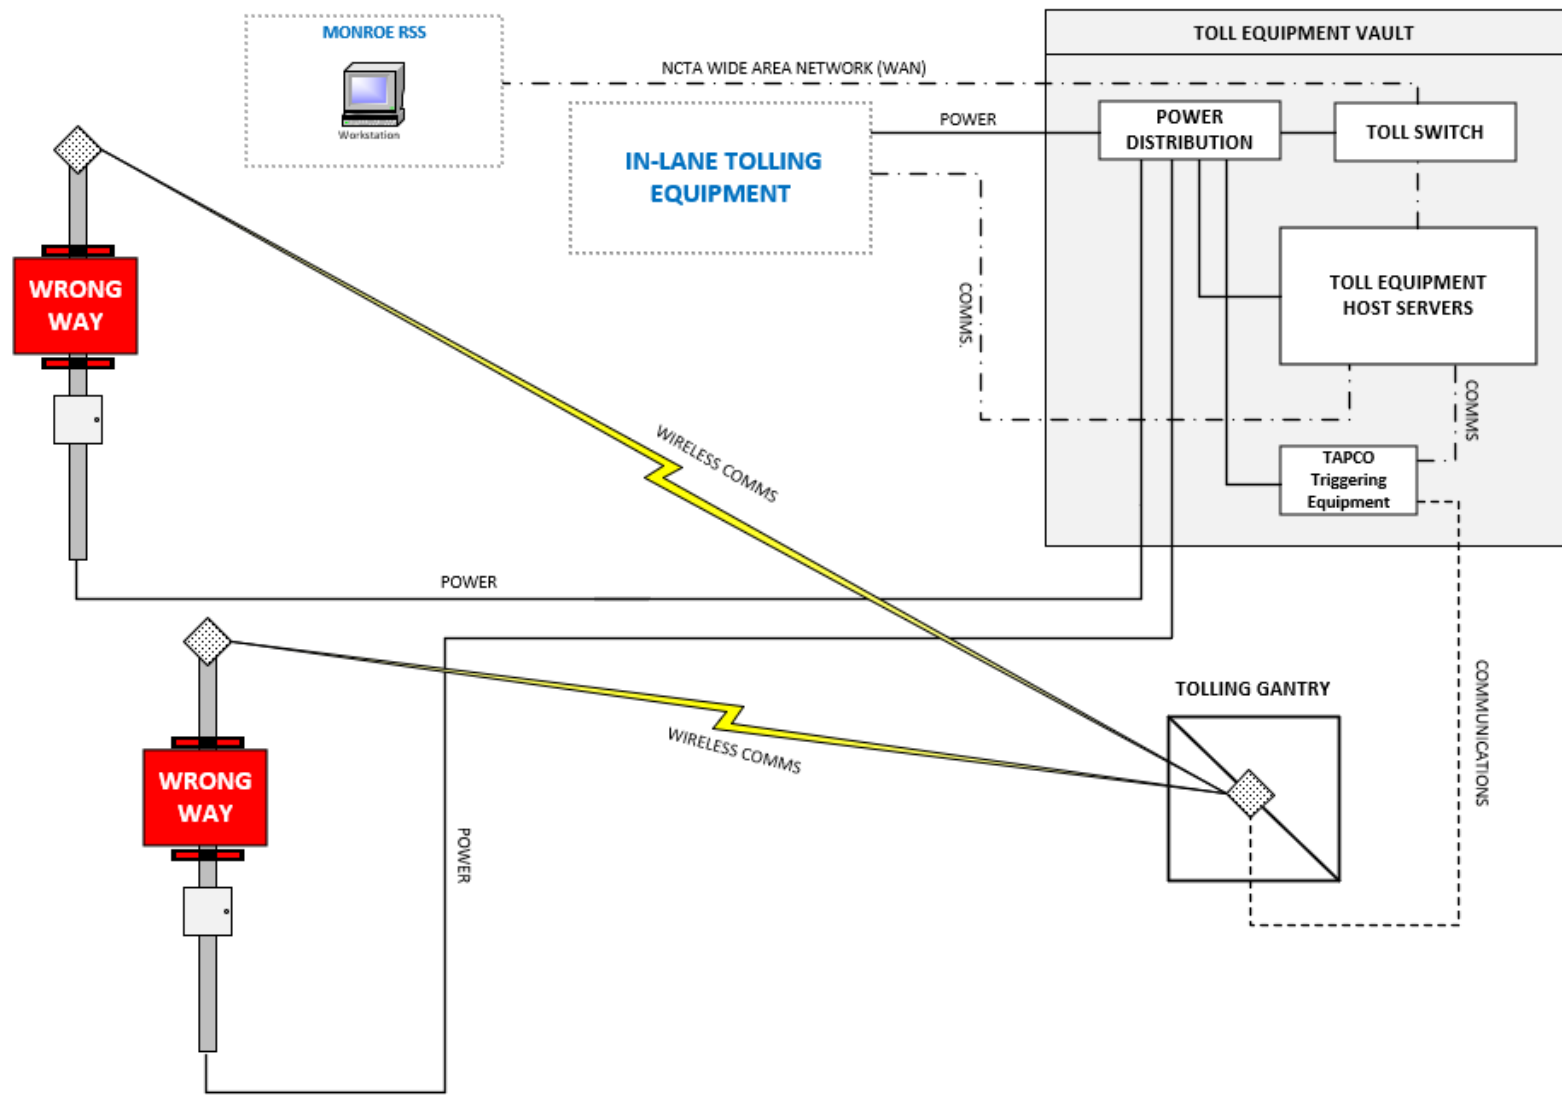 MONROE RSS
Workstation
NCTA WIDE AREA NETWORK (WAN)
TOLL EQUIPMENT VAULT
IN-LANE TOLLING
EQUIPMENT
POWER
POWER
DISTRIBUTION
TOLL SWITCH
WRONG
WAY
COMMS.
TOLL EQUIPMENT
HOST SERVERS
COMMS
WIRELESS COMMS
TAPCO
Triggering
Equipment
POWER
WIRELESS COMMS
TOLLING GANTRY
COMMUNICATIONS
WRONG
WAY
POWER